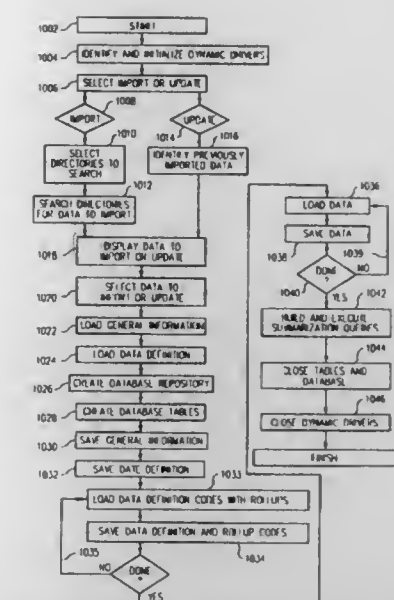 1002
START
1004
IDENTIFY AND INITIALIZE DYNAMIC DRIVERS
1006
SELECT IMPORT OR UPDATE
1008
IMPORT
1014
UPDATE
1010
SELECT
DIRECTORIES TO
SEARCH
1016
IDENTIFY PREVIOUSLY
IMPORTED DATA
1012
SEARCH DIRECTORIES
FOR DATA TO IMPORT
1018
DISPLAY DATA TO
IMPORT OR UPDATE
1020
SELECT DATA TO
IMPORT OR UPDATE
1022
LOAD GENERAL INFORMATION
1024
LOAD DATA DEFINITION
1026
CREATE DATABASE REPOSITORY
1028
CREATE DATABASE TABLES
1030
SAVE GENERAL INFORMATION
1032
SAVE DATE DEFINITION
1033
LOAD DATA DEFINITION CODES WITH ROLLUPS
SAVE DATA DEFINITION AND ROLLUP CODES
1034
1035
NO
DONE
?
YES
1036
LOAD DATA
1038
SAVE DATA
1039
1040
DONE
?
NO
YES
1042
BUILD AND EXECUTE
SUMMARIZATION QUERIES
1044
CLOSE TABLES AND
DATABASE
1046
CLOSE DYNAMIC DRIVERS
FINISH